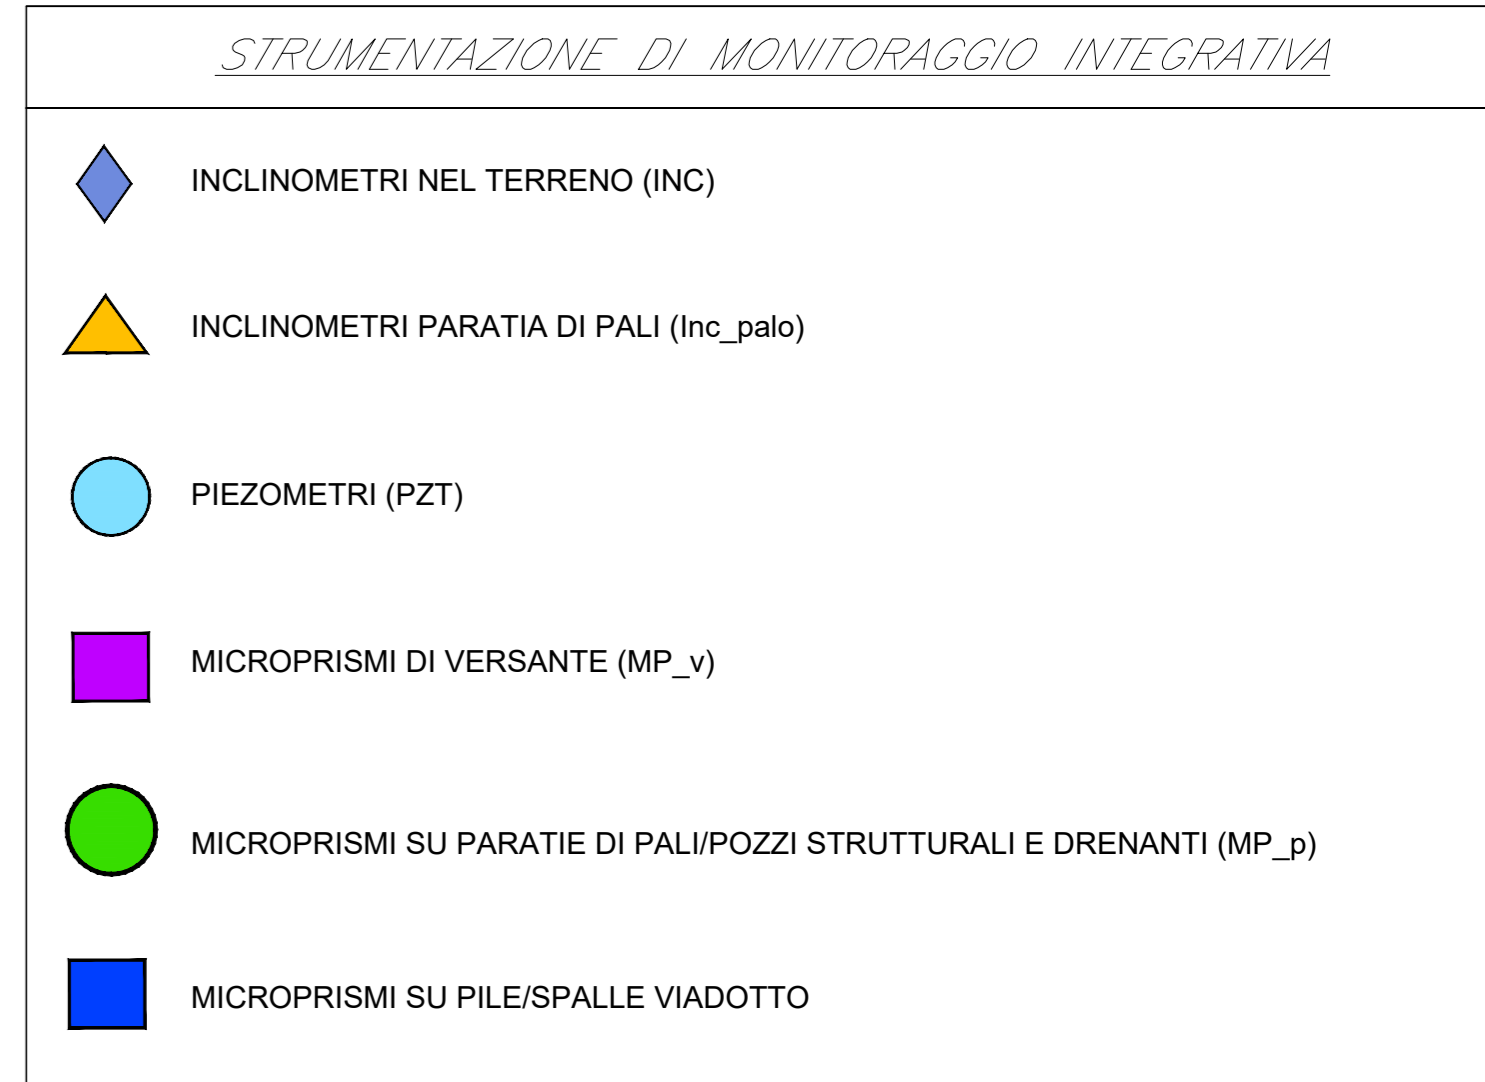 STRUMENTAZIONE DI MONITORAGGIO INTEGRATIVA
INCLINOMETRI NEL TERRENO (INC)
INCLINOMETRI PARATIA DI PALI (Inc_palo)
PIEZOMETRI (PZT)
MICROPRISMI DI VERSANTE (MP_v)
MICROPRISMI SU PARATIE DI PALI/POZZI STRUTTURALI E DRENANTI (MP_p)
MICROPRISMI SU PILE/SPALLE VIADOTTO